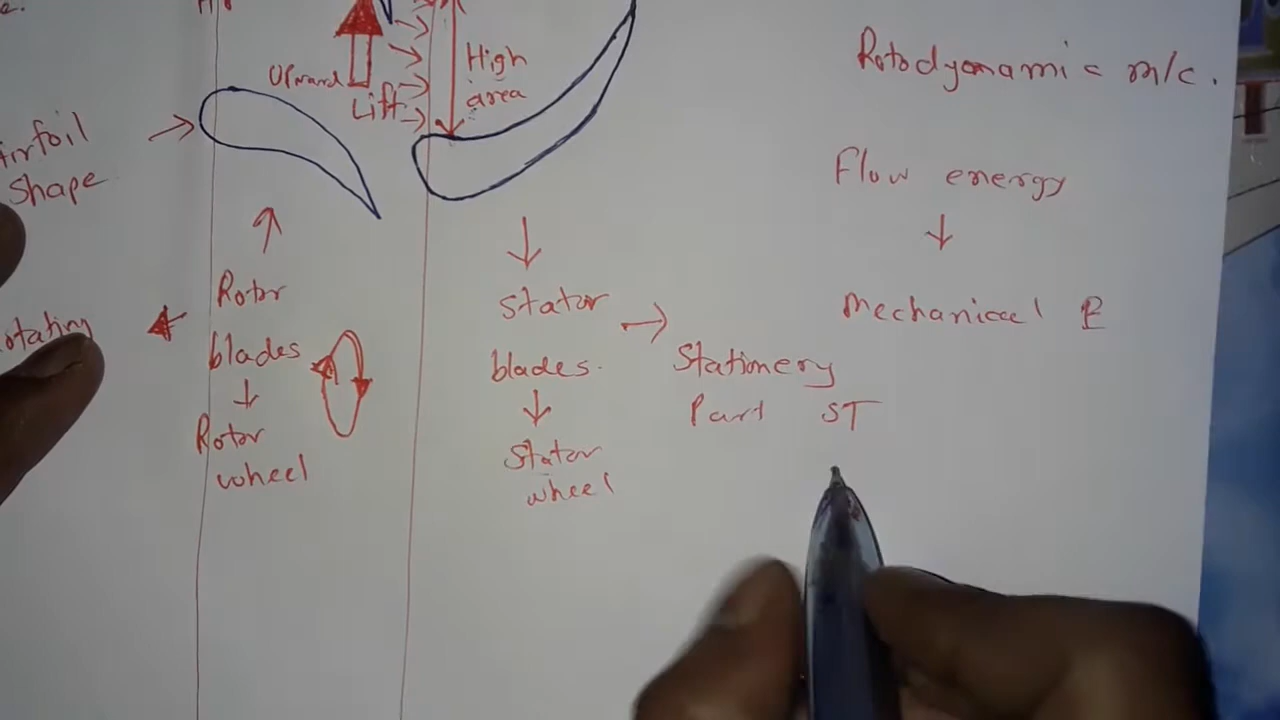 Rotodyanamic m/c.
High
Upward
Lift
area
airfoil
shape
Flow energy
Rotor
blades
Rotor
wheel
Stator
blades.
Stator
wheel
Stationery
Part ST
Mechanical E